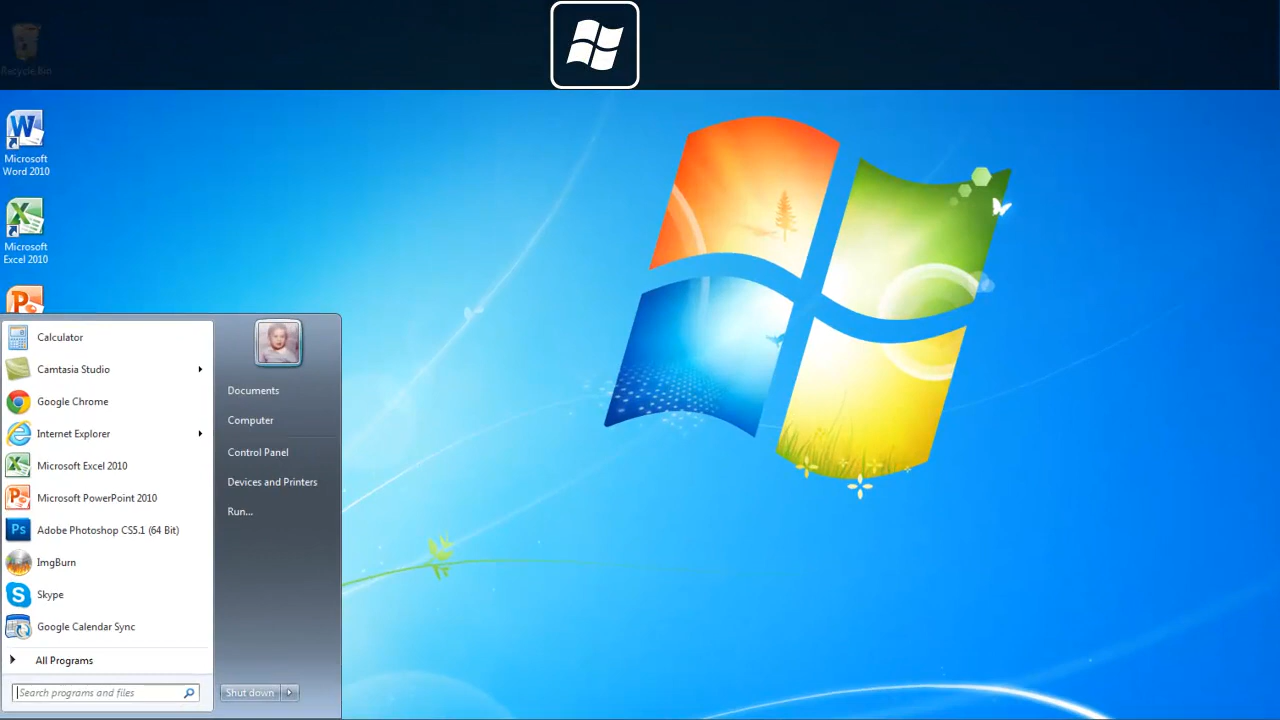 Recycle Bin
Microsoft
Word 2010
Microsoft
Excel 2010
Calculator
Camtasia Studio
Google Chrome
Internet Explorer
Microsoft Excel 2010
Microsoft PowerPoint 2010
Adobe Photoshop CS5.1 (64 Bit)
ImgBurn
Skype
Google Calendar Sync
All Programs
Search programs and files
Documents
Computer
Control Panel
Devices and Printers
Run...
Shut down